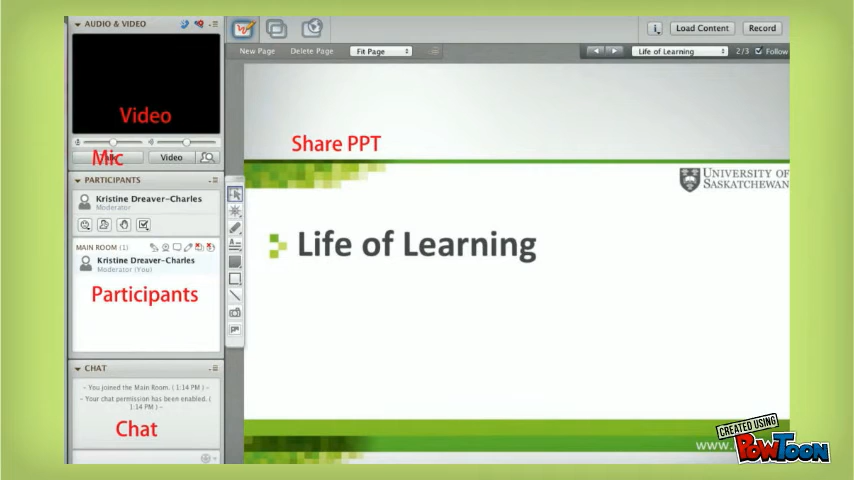 AUDIO & VIDEO
Video
Mic
Video
PARTICIPANTS
Kristine Dreaver-Charles
Moderator
MAIN ROOM (1)
Kristine Dreaver-Charles
Moderator (You)
Participants
CHAT
- You joined the Main Room. ( 1:14 PM ) -
- Your chat permission has been enabled. (
1:14 PM ) -
Chat
i
Load Content
Record
New Page
Delete Page
Fit Page
Life of Learning
2/3
Follow
Share PPT
UNIVERSITY OF
SASKATCHEWAN
Life of Learning
www.
CREATED USING
POWTOON